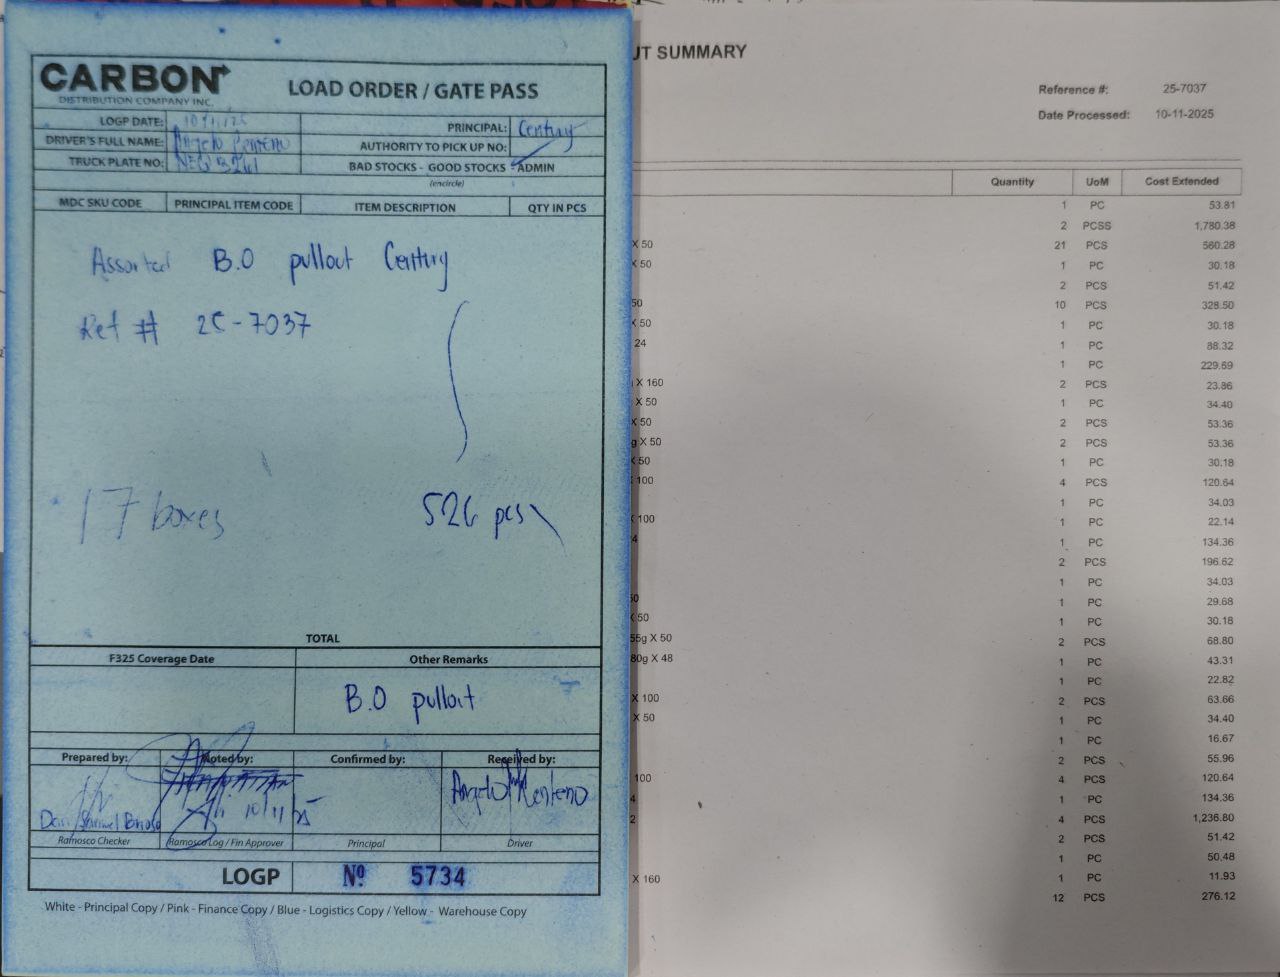 CARBON
DISTRIBUTION COMPANY INC.
LOAD ORDER / GATE PASS
LOGP DATE: 10/11/25
DRIVER'S FULL NAME: Angelo Renteno
TRUCK PLATE NO:
PRINCIPAL: Century
AUTHORITY TO PICK UP NO:
BAD STOCKS - GOOD STOCKS - ADMIN
(encircle)
MDC SKU CODE PRINCIPAL ITEM CODE ITEM DESCRIPTION QTY IN PCS
Assorted B.O pullout Century
Ref # 25-7037
17 boxes 526 pcs
TOTAL
F325 Coverage Date Other Remarks
B.O pullout
Prepared by: Noted by: Confirmed by: Received by:
10/11/25
Ramosco Checker Ramosco Log / Fin Approver Principal Driver
LOGP Nº 5734
White - Principal Copy / Pink - Finance Copy / Blue - Logistics Copy / Yellow - Warehouse Copy
UT SUMMARY
Reference #: 25-7037
Date Processed: 10-11-2025
Quantity UoM Cost Extended
1 PC 53.81
2 PCSS 1,780.38
X 50 21 PCS 560.28
X 50 1 PC 30.18
2 PCS 51.42
50 10 PCS 328.50
X 50 1 PC 30.18
24 1 PC 88.32
1 PC 229.69
X 160 2 PCS 23.86
X 50 1 PC 34.40
X 50 2 PCS 53.36
g X 50 2 PCS 53.36
X 50 1 PC 30.18
100 4 PCS 120.64
1 PC 34.03
X 100 1 PC 22.14
4 1 PC 134.36
2 PCS 196.62
1 PC 34.03
50 1 PC 29.68
X 50 1 PC 30.18
55g X 50 2 PCS 68.80
80g X 48 1 PC 43.31
1 PC 22.82
X 100 2 PCS 63.66
X 50 1 PC 34.40
1 PC 16.67
2 PCS 55.96
100 4 PCS 120.64
4 1 PC 134.36
2 4 PCS 1,236.80
2 PCS 51.42
1 PC 50.48
X 160 1 PC 11.93
12 PCS 276.12